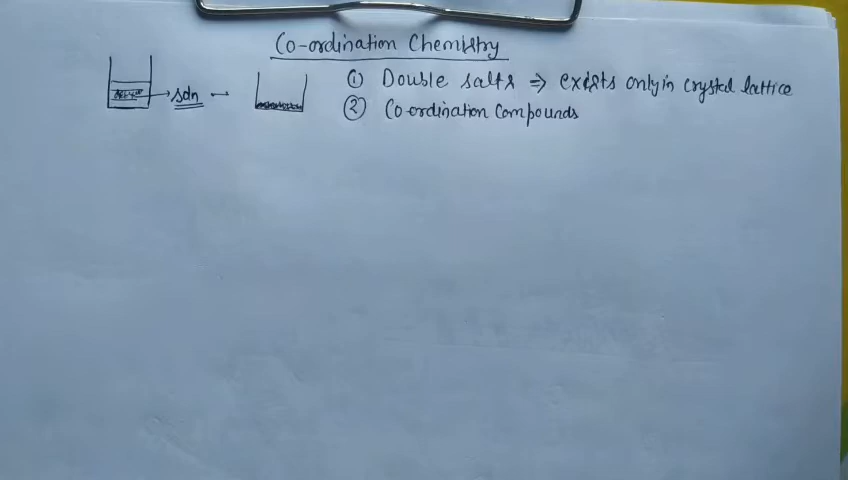 Co-ordination Chemistry
soln → ① Double salts ⇒ exists only in crystal lattice
② Co-ordination Compounds